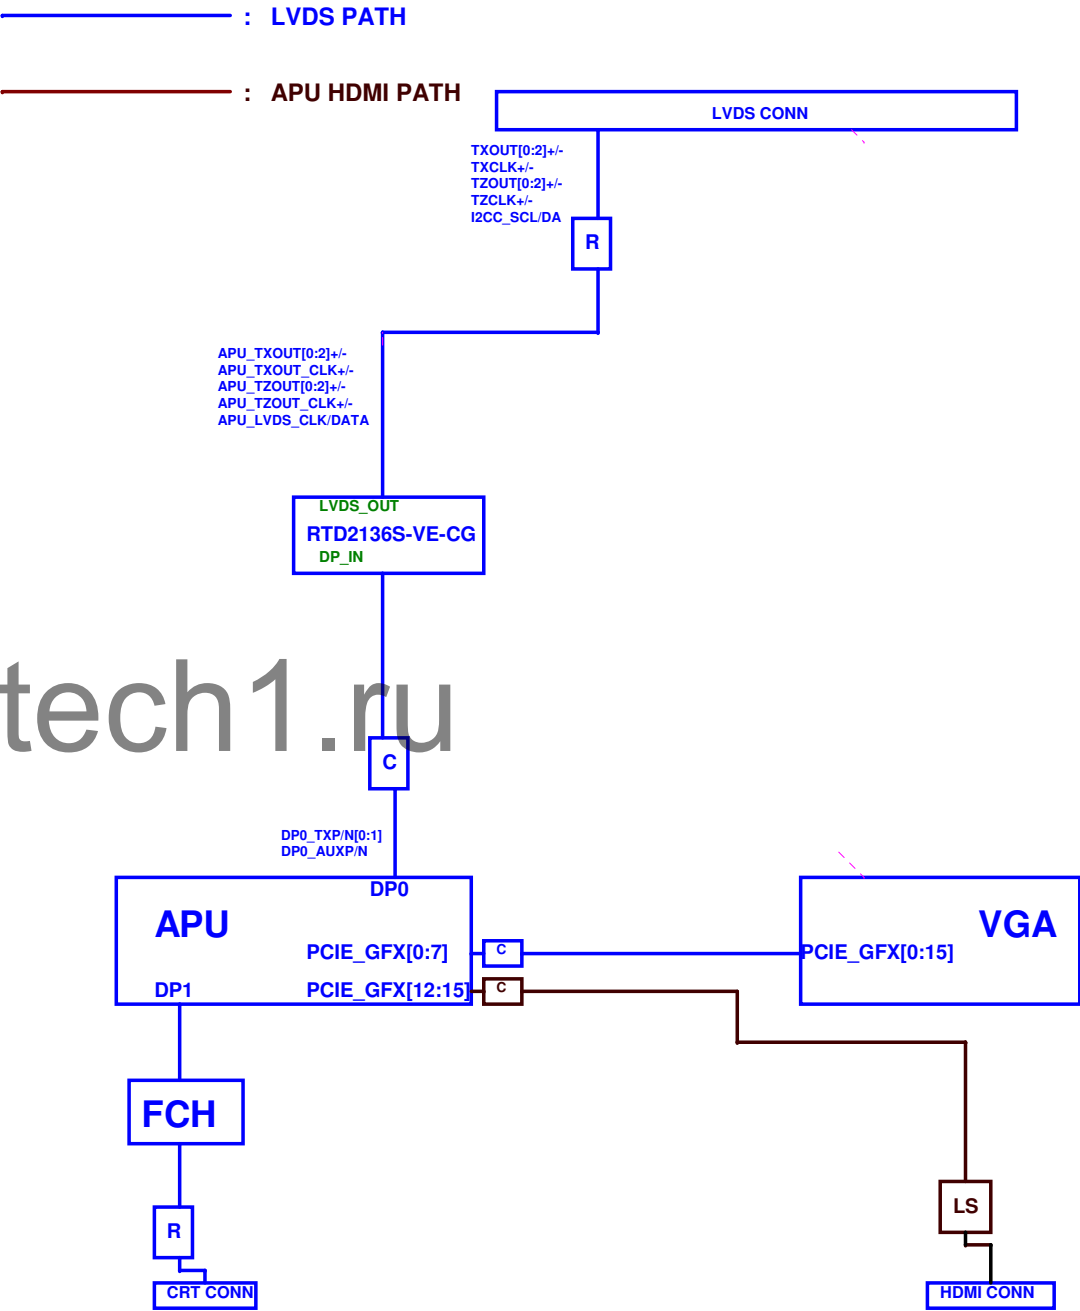 : LVDS PATH
: APU HDMI PATH
LVDS CONN
TXOUT[0:2]+/-
TXCLK+/-
TZOUT[0:2]+/-
TZCLK+/-
I2CC_SCL/DA
R
APU_TXOUT[0:2]+/-
APU_TXOUT_CLK+/-
APU_TZOUT[0:2]+/-
APU_TZOUT_CLK+/-
APU_LVDS_CLK/DATA
LVDS_OUT
RTD2136S-VE-CG
DP_IN
tech1.ru
C
DP0_TXP/N[0:1]
DP0_AUXP/N
DP0
APU
VGA
PCIE_GFX[0:7]
C
PCIE_GFX[0:15]
DP1
PCIE_GFX[12:15]
C
FCH
R
LS
CRT CONN
HDMI CONN